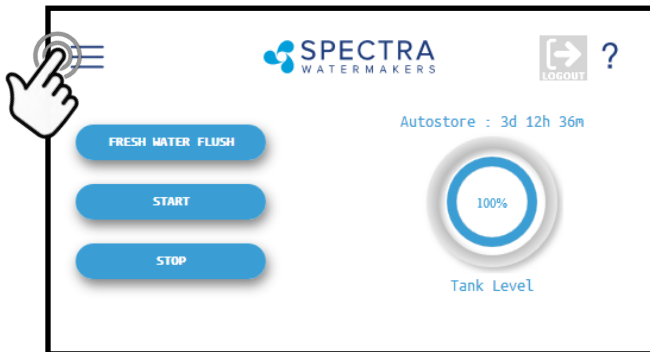 SPECTRA
WATERMAKERS
LOGOUT
?
Autostore : 3d 12h 36m
FRESH WATER FLUSH
START
100%
STOP
Tank Level